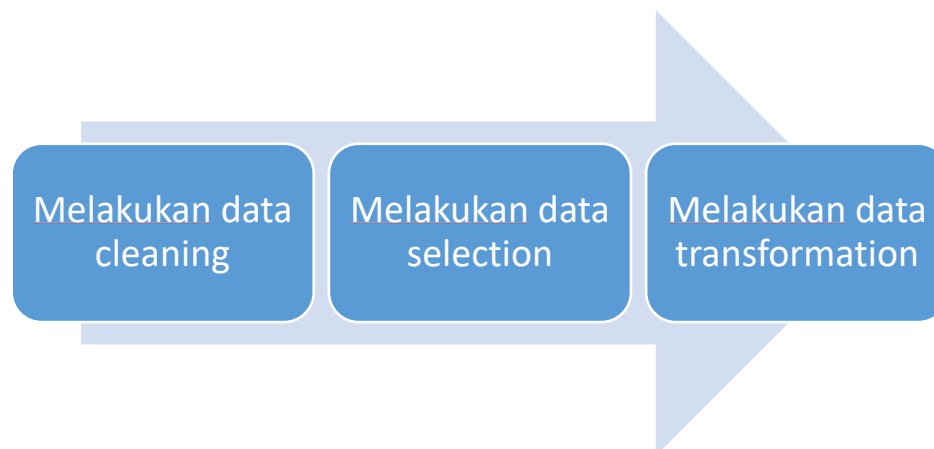 Melakukan data
cleaning
Melakukan data
selection
Melakukan data
transformation